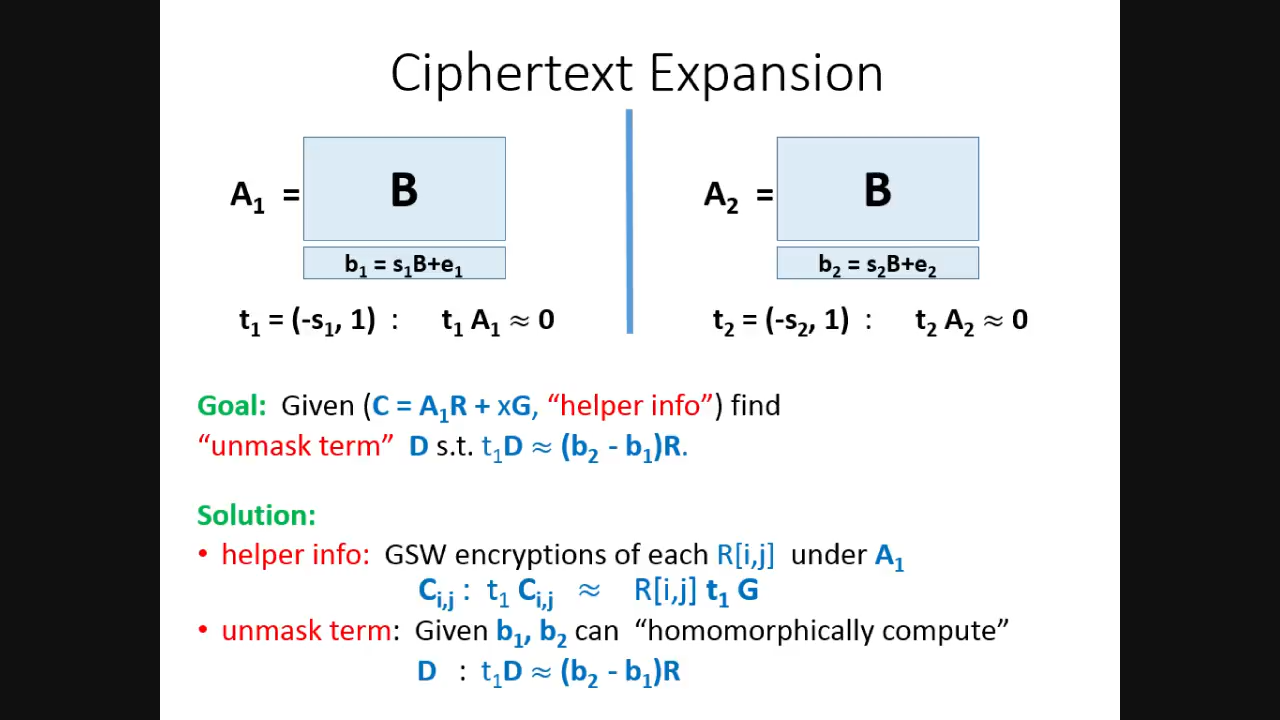 Ciphertext Expansion
A₁ = B
b₁ = s₁B+e₁
t₁ = (-s₁, 1) : t₁ A₁ ≈ 0
A₂ = B
b₂ = s₂B+e₂
t₂ = (-s₂, 1) : t₂ A₂ ≈ 0
Goal: Given (C = A₁R + xG, “helper info”) find
“unmask term” D s.t. t₁D ≈ (b₂ - b₁)R.
Solution:
• helper info: GSW encryptions of each R[i,j] under A₁
Cᵢ,ⱼ : t₁ Cᵢ,ⱼ ≈ R[i,j] t₁ G
• unmask term: Given b₁, b₂ can “homomorphically compute”
D : t₁D ≈ (b₂ - b₁)R